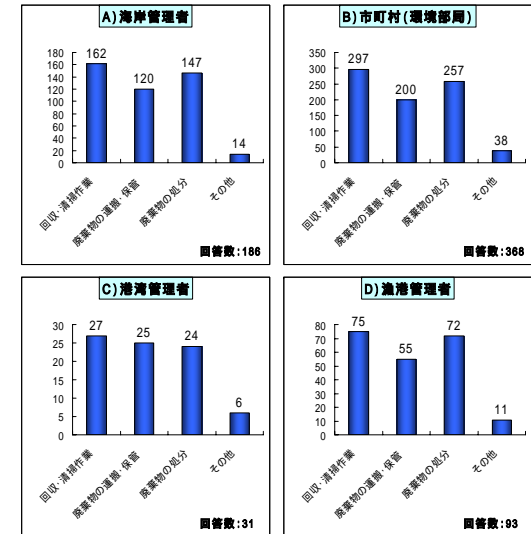 A)海岸管理者
180
160
140
120
100
80
60
40
20
0
162
120
147
14
回収・清掃作業
廃棄物の運搬・保管
廃棄物の処分
その他
回答数:186
B)市町村(環境部局)
350
300
250
200
150
100
50
0
297
200
257
38
回収・清掃作業
廃棄物の運搬・保管
廃棄物の処分
その他
回答数:368
C)港湾管理者
30
25
20
15
10
5
0
27
25
24
6
回収・清掃作業
廃棄物の運搬・保管
廃棄物の処分
その他
回答数:31
D)漁港管理者
80
70
60
50
40
30
20
10
0
75
55
72
11
回収・清掃作業
廃棄物の運搬・保管
廃棄物の処分
その他
回答数:93